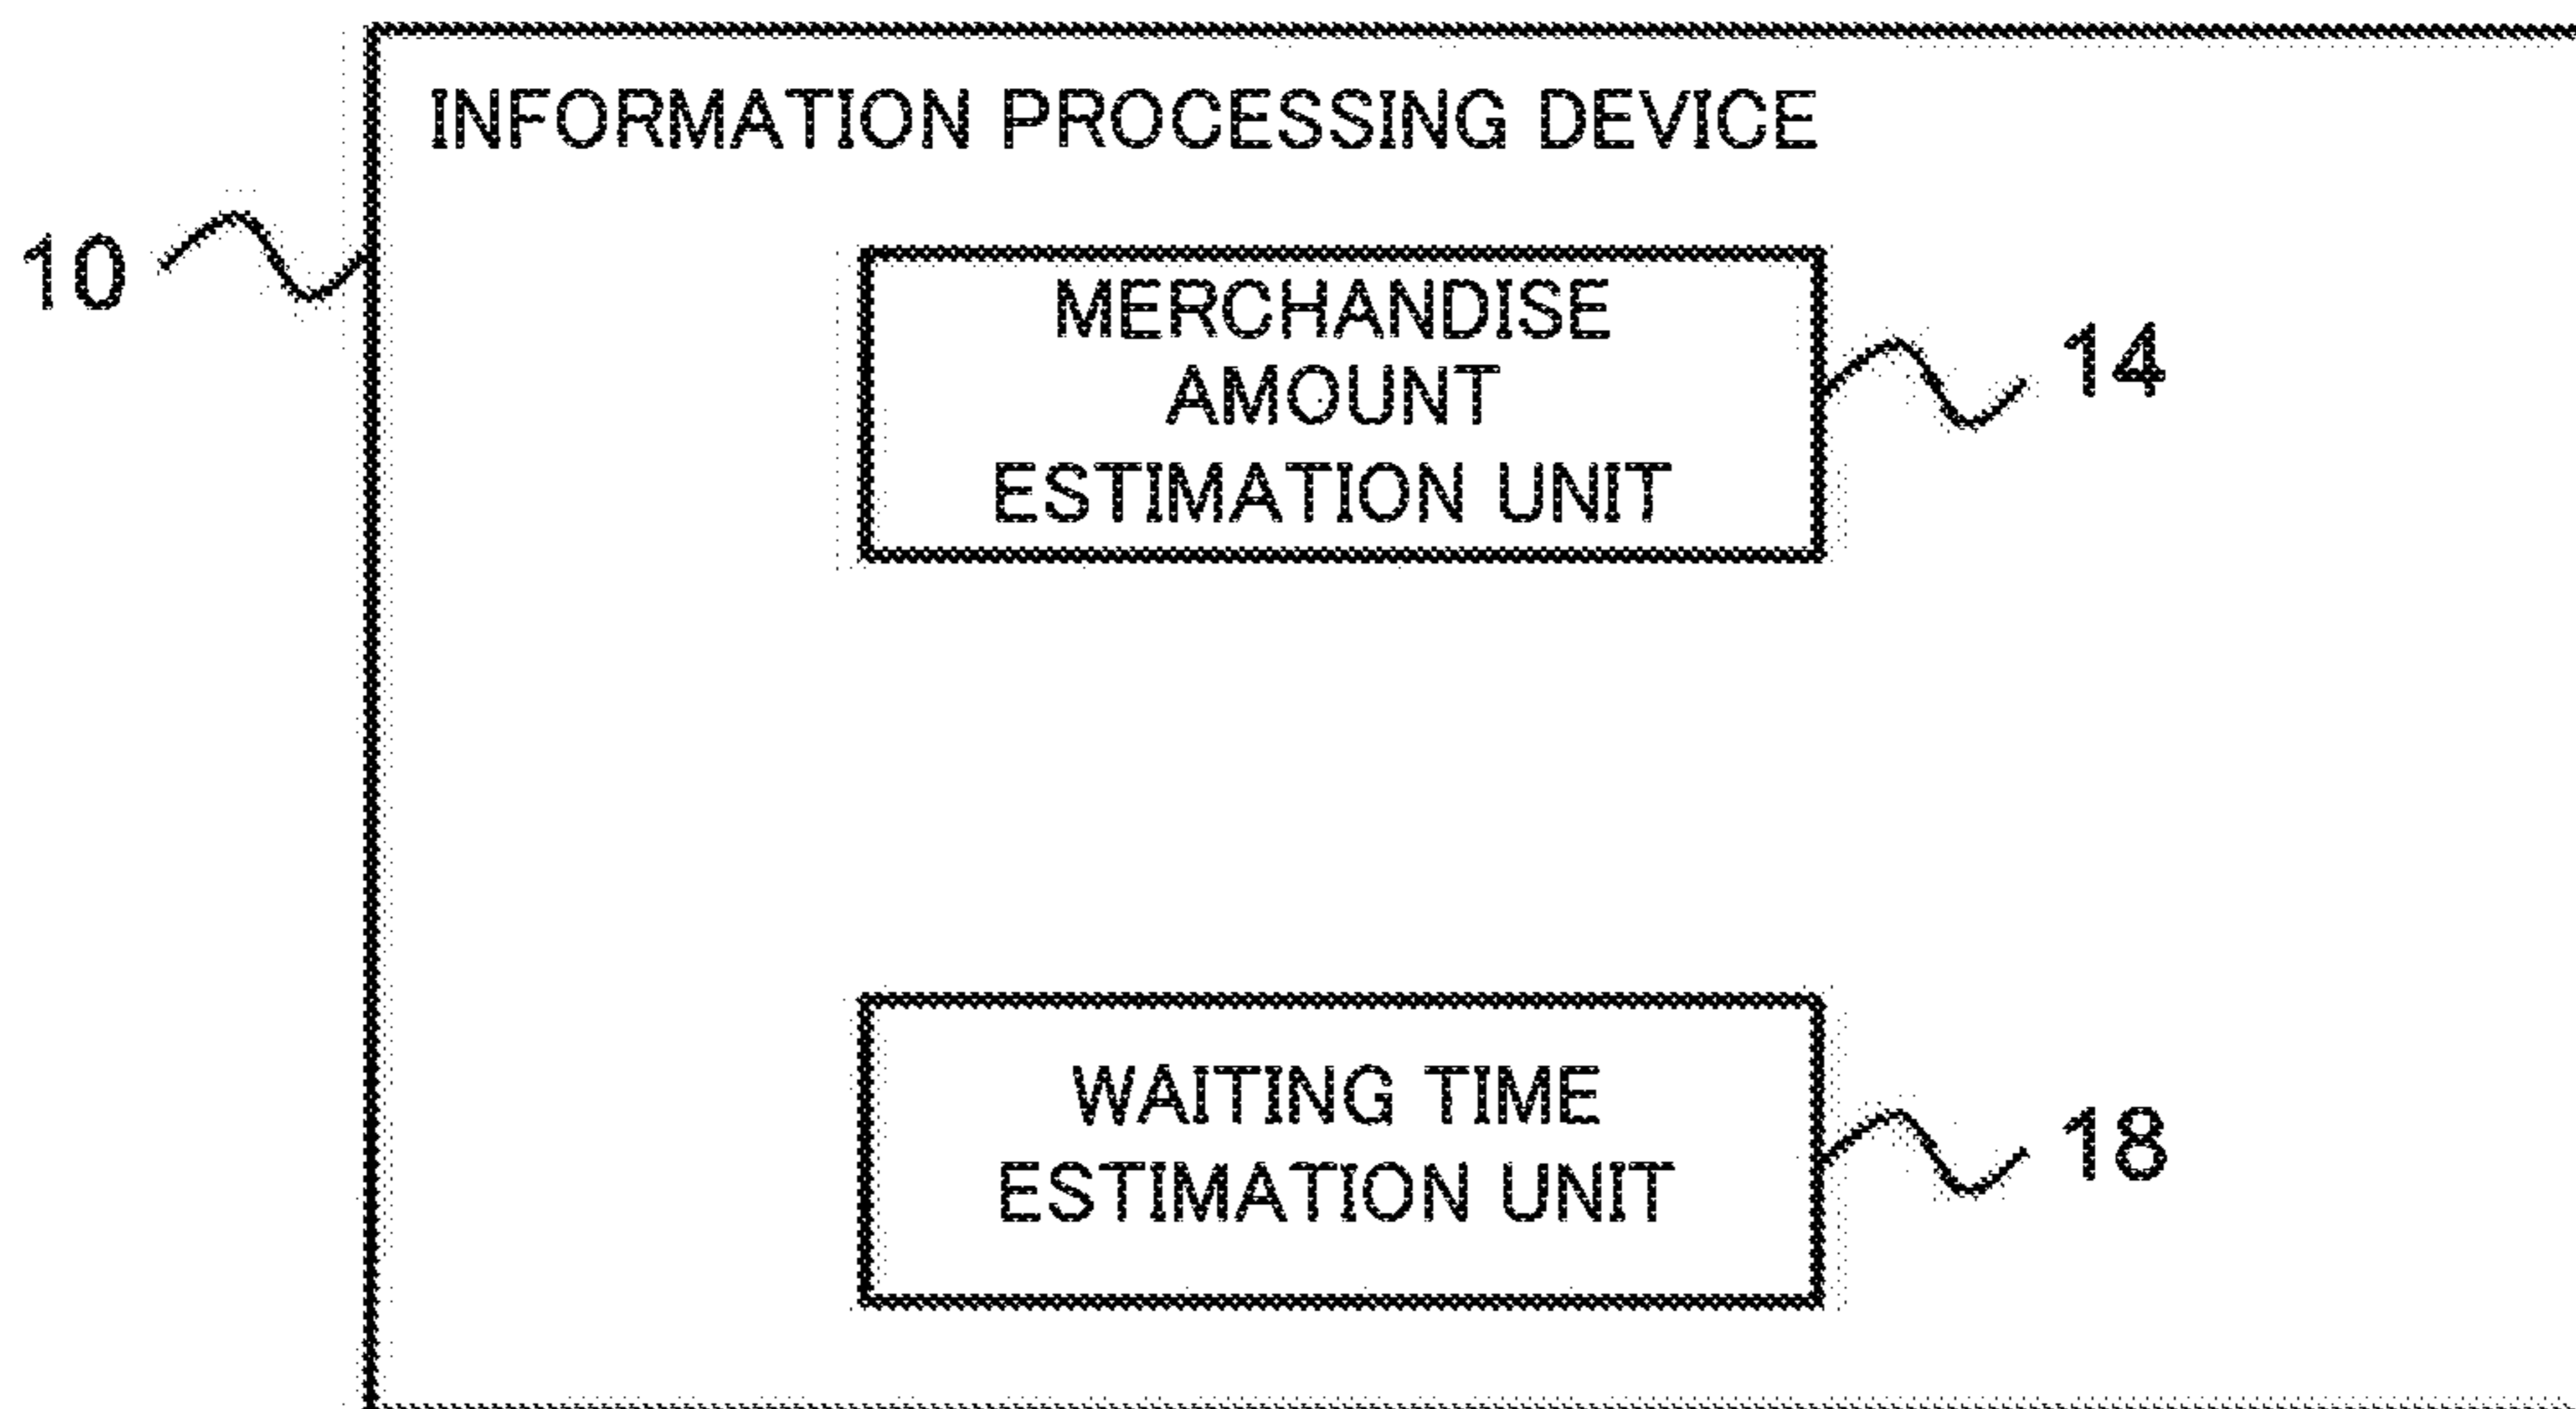 INFORMATION PROCESSING DEVICE
10
MERCHANDISE
AMOUNT
ESTIMATION UNIT
14
WAITING TIME
ESTIMATION UNIT
18